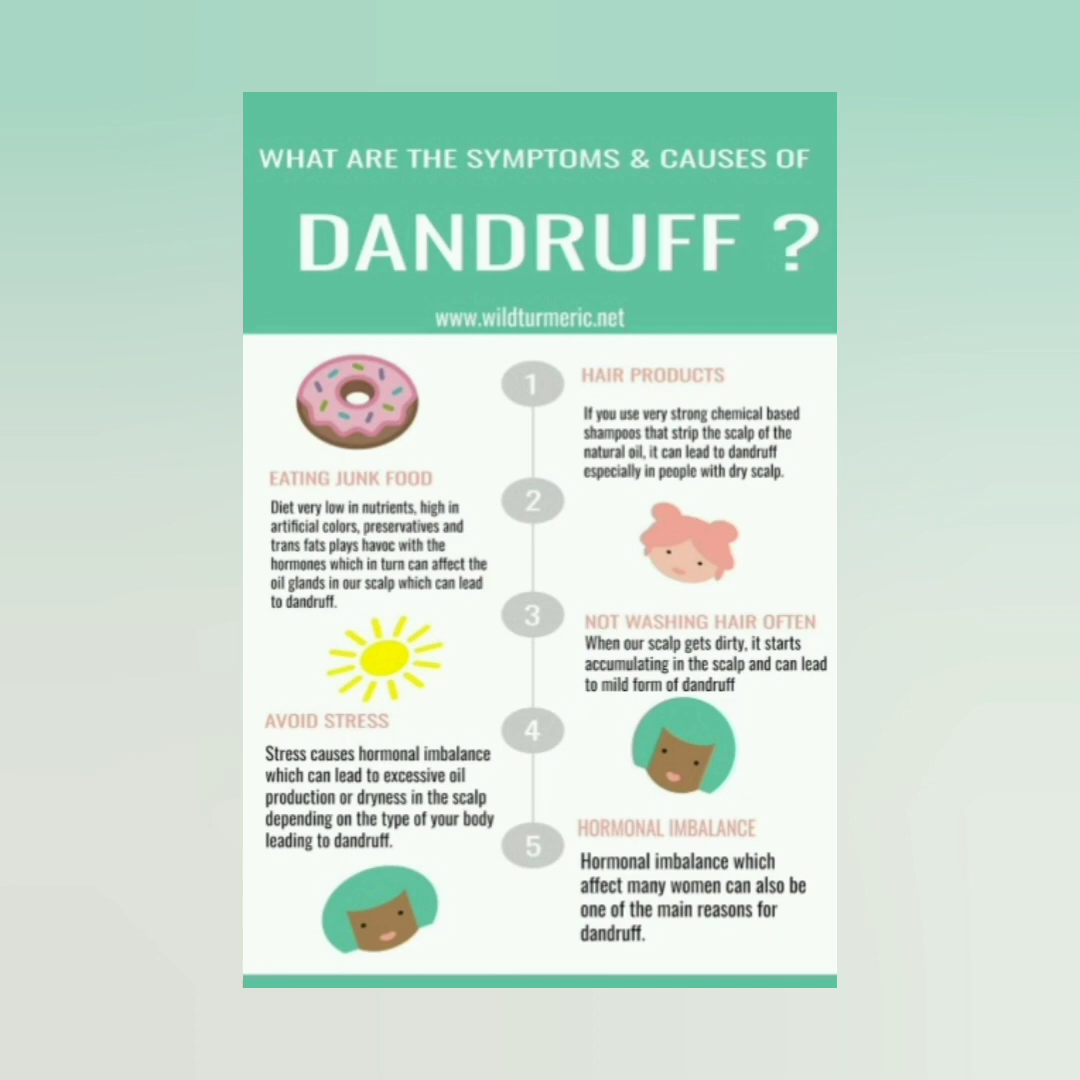 WHAT ARE THE SYMPTOMS & CAUSES OF
DANDRUFF ?
www.wildturmeric.net
1
HAIR PRODUCTS
If you use very strong chemical based
shampoos that strip the scalp of the
natural oil, it can lead to dandruff
especially in people with dry scalp.
2
EATING JUNK FOOD
Diet very low in nutrients, high in
artificial colors, preservatives and
trans fats plays havoc with the
hormones which in turn can affect the
oil glands in our scalp which can lead
to dandruff.
3
NOT WASHING HAIR OFTEN
When our scalp gets dirty, it starts
accumulating in the scalp and can lead
to mild form of dandruff
4
AVOID STRESS
Stress causes hormonal imbalance
which can lead to excessive oil
production or dryness in the scalp
depending on the type of your body
leading to dandruff.
5
HORMONAL IMBALANCE
Hormonal imbalance which
affect many women can also be
one of the main reasons for
dandruff.